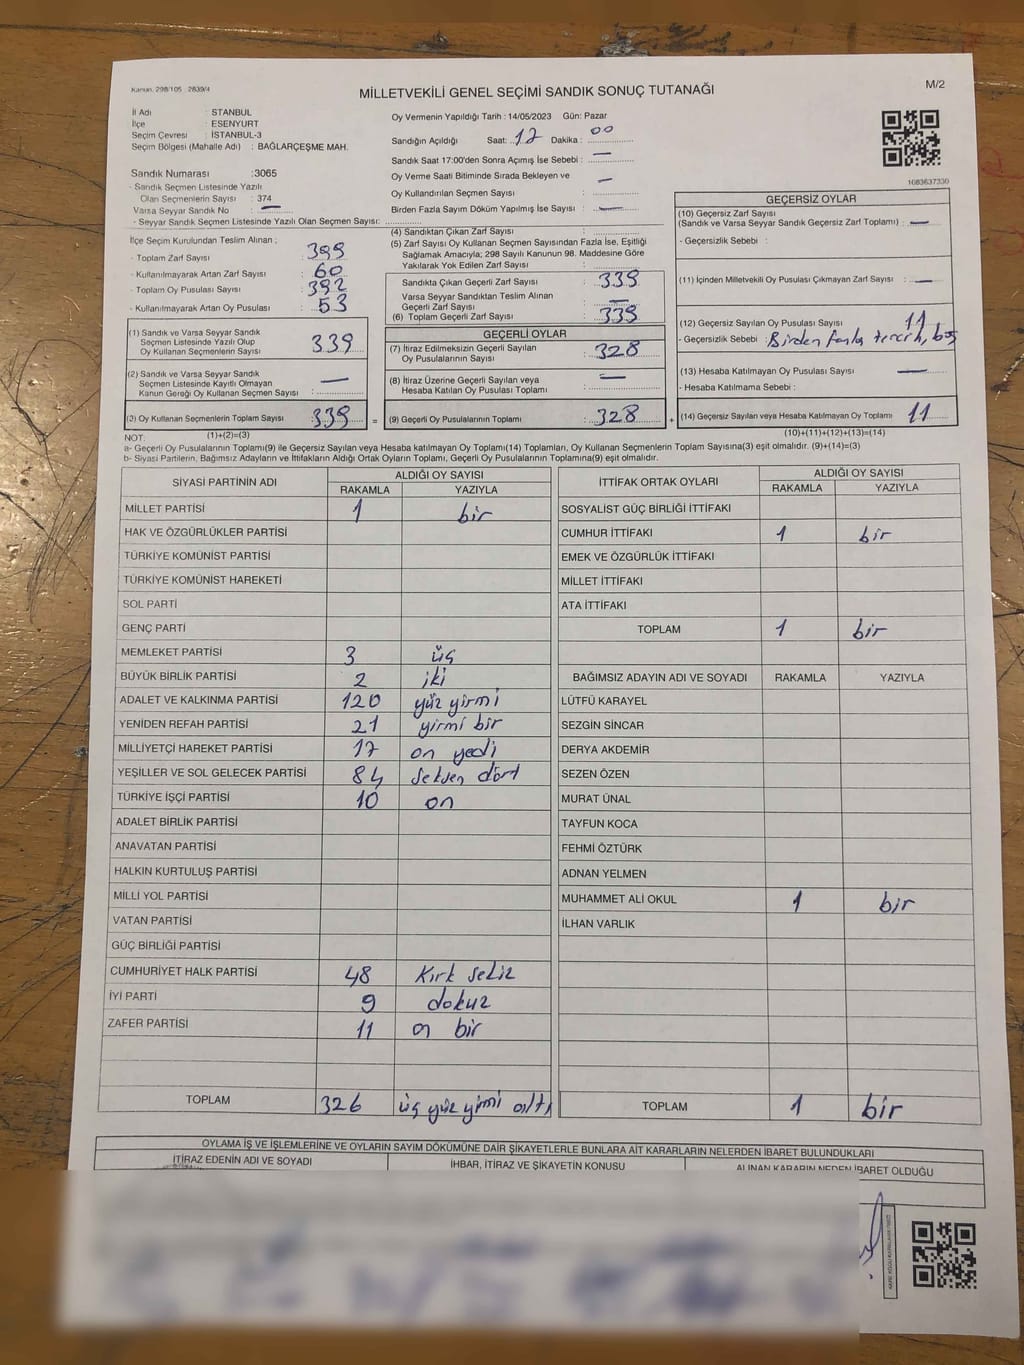 Kanun, 298/105 ; 2839/4
MİLLETVEKİLİ GENEL SEÇİMİ SANDIK SONUÇ TUTANAĞI
M/2
İl Adı : STANBUL
İlçe : ESENYURT
Seçim Çevresi : İSTANBUL-3
Seçim Bölgesi (Mahalle Adı) : BAĞLARÇEŞME MAH.
Sandık Numarası :3065
- Sandık Seçmen Listesinde Yazılı
Olan Seçmenlerin Sayısı : 374
Varsa Seyyar Sandık No : —
- Seyyar Sandık Seçmen Listesinde Yazılı Olan Seçmen Sayısı:
Oy Vermenin Yapıldığı Tarih : 14/05/2023 Gün: Pazar
Sandığın Açıldığı Saat: 17 Dakika : 00
Sandık Saat 17:00'den Sonra Açımış İse Sebebi : —
Oy Verme Saati Bitiminde Sırada Bekleyen ve
Oy Kullandırılan Seçmen Sayısı : —
Birden Fazla Sayım Döküm Yapılmış İse Sayısı : —
1083637330
İlçe Seçim Kurulundan Teslim Alınan ;
- Toplam Zarf Sayısı : 399
- Kullanılmayarak Artan Zarf Sayısı : 60
- Toplam Oy Pusulası Sayısı : 392
- Kullanılmayarak Artan Oy Pusulası : 53
(1) Sandık ve Varsa Seyyar Sandık
Seçmen Listesinde Yazılı Olup
Oy Kullanan Seçmenlerin Sayısı : 339
(2) Sandık ve Varsa Seyyar Sandık
Seçmen Listesinde Kayıtlı Olmayan
Kanun Gereği Oy Kullanan Seçmen Sayısı : —
(3) Oy Kullanan Seçmenlerin Toplam Sayısı : 339 =
(4) Sandıktan Çıkan Zarf Sayısı :
(5) Zarf Sayısı Oy Kullanan Seçmen Sayısından Fazla İse, Eşitliği
Sağlamak Amacıyla; 298 Sayılı Kanunun 98. Maddesine Göre
Yakılarak Yok Edilen Zarf Sayısı :
Sandıkta Çıkan Geçerli Zarf Sayısı : 339
Varsa Seyyar Sandıktan Teslim Alınan
Geçerli Zarf Sayısı : —
(6) Toplam Geçerli Zarf Sayısı : 339
GEÇERLİ OYLAR
(7) İtiraz Edilmeksizin Geçerli Sayılan
Oy Pusulalarının Sayısı : 328
(8) İtiraz Üzerine Geçerli Sayılan veya
Hesaba Katılan Oy Pusulası Toplamı : —
(9) Geçerli Oy Pusulalarının Toplamı : 328 +
GEÇERSİZ OYLAR
(10) Geçersiz Zarf Sayısı
(Sandık ve Varsa Seyyar Sandık Geçersiz Zarf Toplamı) : —
- Geçersizlik Sebebi :
(11) İçinden Milletvekili Oy Pusulası Çıkmayan Zarf Sayısı : —
(12) Geçersiz Sayılan Oy Pusulası Sayısı : 11
- Geçersizlik Sebebi : Birden fazla tercih, boş
(13) Hesaba Katılmayan Oy Pusulası Sayısı : —
- Hesaba Katılmama Sebebi :
(14) Geçersiz Sayılan veya Hesaba Katılmayan Oy Toplamı : 11
NOT: (1)+(2)=(3) (10)+(11)+(12)+(13)=(14)
a- Geçerli Oy Pusulalarının Toplamı(9) ile Geçersiz Sayılan veya Hesaba katılmayan Oy Toplamı(14) Toplamları, Oy Kullanan Seçmenlerin Toplam Sayısına(3) eşit olmalıdır. (9)+(14)=(3)
b- Siyasi Partilerin, Bağımsız Adayların ve İttifakların Aldığı Ortak Oyların Toplamı, Geçerli Oy Pusulalarının Toplamına(9) eşit olmalıdır.
SİYASİ PARTİNİN ADI ALDIĞI OY SAYISI
RAKAMLA YAZIYLA
MİLLET PARTİSİ 1 bir
HAK VE ÖZGÜRLÜKLER PARTİSİ
TÜRKİYE KOMÜNİST PARTİSİ
TÜRKİYE KOMÜNİST HAREKETİ
SOL PARTİ
GENÇ PARTİ
MEMLEKET PARTİSİ 3 üç
BÜYÜK BİRLİK PARTİSİ 2 iki
ADALET VE KALKINMA PARTİSİ 120 yüz yirmi
YENİDEN REFAH PARTİSİ 21 yirmi bir
MİLLİYETÇİ HAREKET PARTİSİ 17 on yedi
YEŞİLLER VE SOL GELECEK PARTİSİ 84 seksen dört
TÜRKİYE İŞÇİ PARTİSİ 10 on
ADALET BİRLİK PARTİSİ
ANAVATAN PARTİSİ
HALKIN KURTULUŞ PARTİSİ
MİLLİ YOL PARTİSİ
VATAN PARTİSİ
GÜÇ BİRLİĞİ PARTİSİ
CUMHURİYET HALK PARTİSİ 48 Kırk sekiz
İYİ PARTİ 9 dokuz
ZAFER PARTİSİ 11 on bir
TOPLAM 326 üç yüz yirmi altı
İTTİFAK ORTAK OYLARI ALDIĞI OY SAYISI
RAKAMLA YAZIYLA
SOSYALİST GÜÇ BİRLİĞİ İTTİFAKI
CUMHUR İTTİFAKI 1 bir
EMEK VE ÖZGÜRLÜK İTTİFAKI
MİLLET İTTİFAKI
ATA İTTİFAKI
TOPLAM 1 bir
BAĞIMSIZ ADAYIN ADI VE SOYADI RAKAMLA YAZIYLA
LÜTFÜ KARAYEL
SEZGİN SİNCAR
DERYA AKDEMİR
SEZEN ÖZEN
MURAT ÜNAL
TAYFUN KOCA
FEHMİ ÖZTÜRK
ADNAN YELMEN
MUHAMMET ALİ OKUL 1 bir
İLHAN VARLIK
TOPLAM 1 bir
OYLAMA İŞ VE İŞLEMLERİNE VE OYLARIN SAYIM DÖKÜMÜNE DAİR ŞİKAYETLERLE BUNLARA AİT KARARLARIN NELERDEN İBARET BULUNDUKLARI
İTİRAZ EDENİN ADI VE SOYADI İHBAR, İTİRAZ VE ŞİKAYETİN KONUSU ALINAN KARARIN NEDEN İBARET OLDUĞU